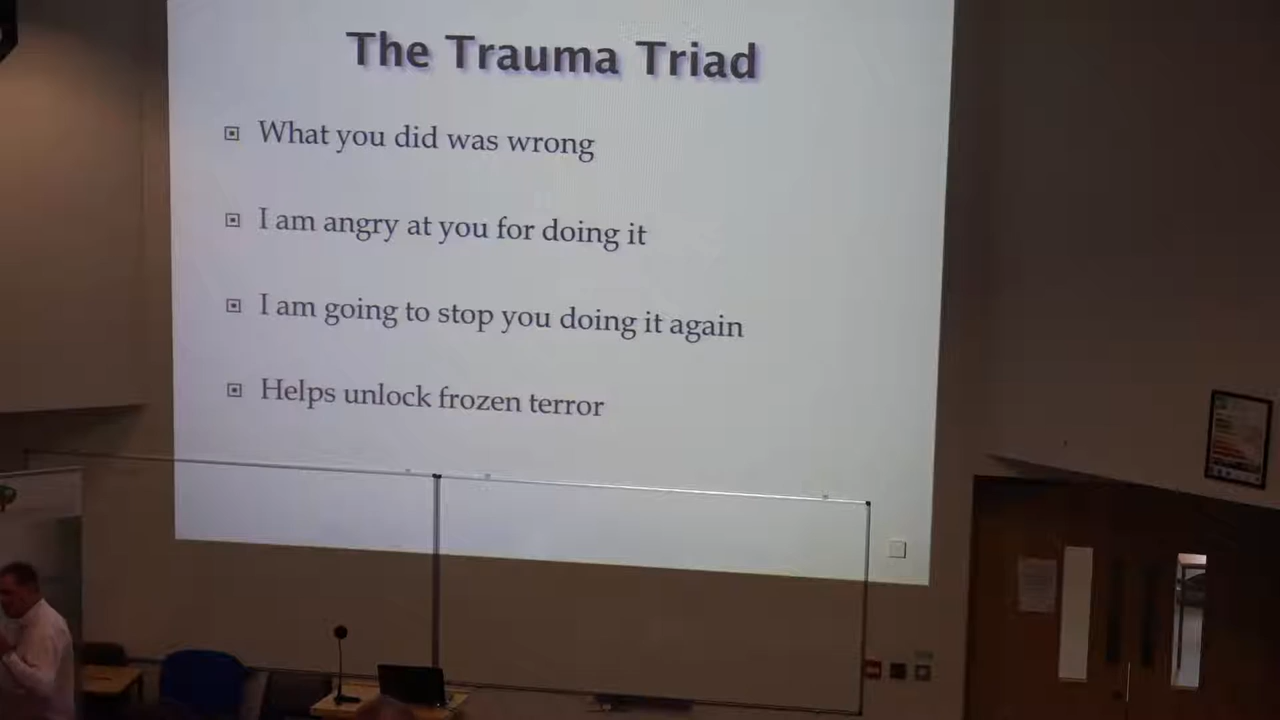 The Trauma Triad
What you did was wrong
I am angry at you for doing it
I am going to stop you doing it again
Helps unlock frozen terror